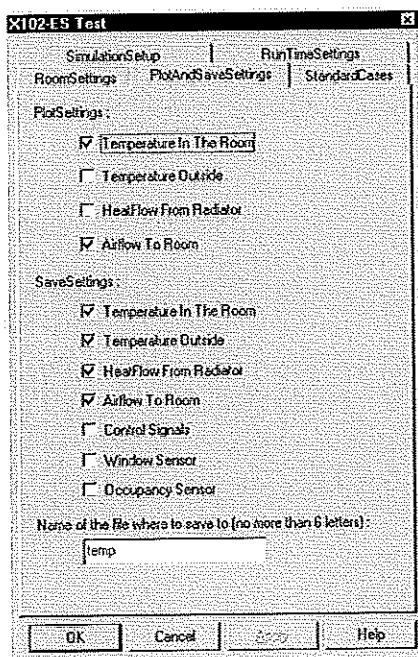 X102-ES Test
SimulationSetup RunTimeSettings
RoomSettings PlotAndSaveSettings StandardCases
PlotSettings :
Temperature In The Room
Temperature Outside
HeatFlow From Radiator
Airflow To Room
SaveSettings :
Temperature In The Room
Temperature Outside
HeatFlow From Radiator
Airflow To Room
Control Signals
Window Sensor
Occupancy Sensor
Name of the file where to save to (no more than 6 letters) :
temp
OK Cancel Apply Help